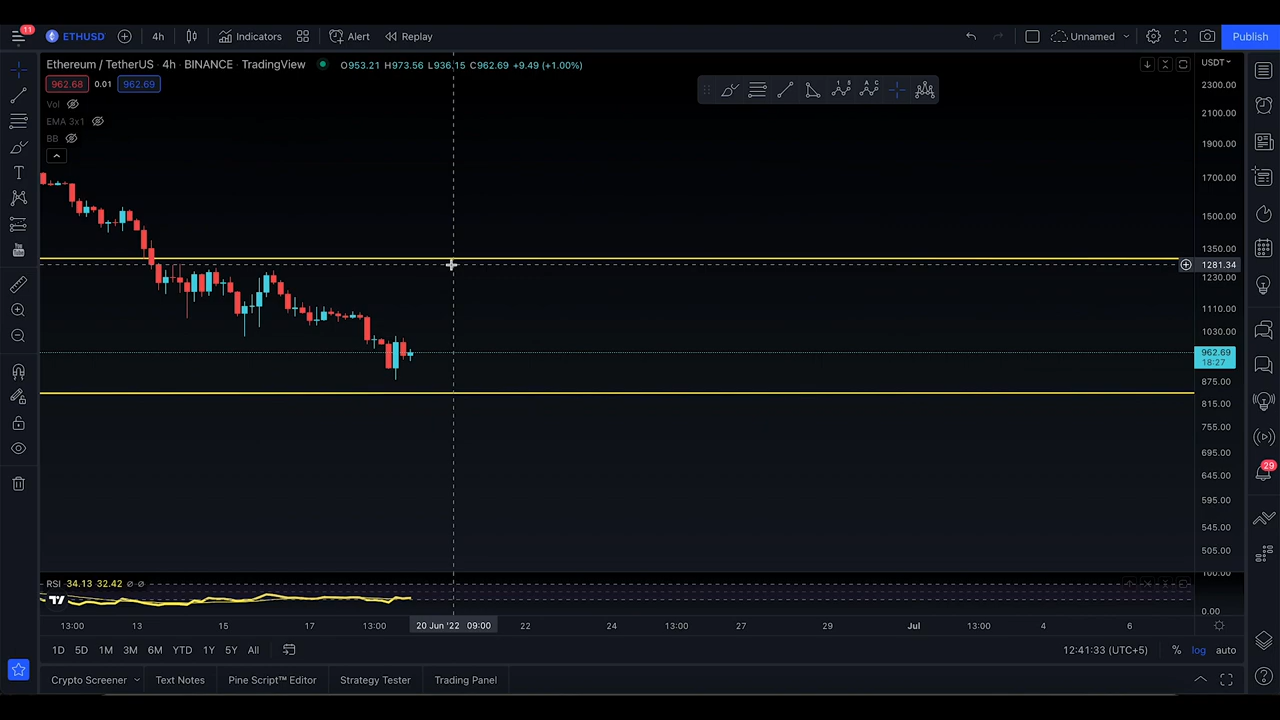 11
ETHUSD
4h
Indicators
Alert
Replay
Unnamed
Publish
Ethereum / TetherUS · 4h · BINANCE · TradingView
O953.21 H973.56 L936.15 C962.69 +9.49 (+1.00%)
USDT
962.68 0.01 962.69
Vol
EMA 3x1
BB
2300.00
2100.00
1900.00
1700.00
1500.00
1350.00
1281.34
1230.00
1110.00
1030.00
962.69
18:27
875.00
815.00
755.00
695.00
645.00
595.00
545.00
505.00
29
RSI 34.13 32.42 ∅ ∅
100.00
0.00
13:00 13 15 17 13:00 20 Jun '22 09:00 22 24 13:00 27 29 Jul 13:00 4 6
1D 5D 1M 3M 6M YTD 1Y 5Y All
12:41:33 (UTC+5) % log auto
Crypto Screener Text Notes Pine Script™ Editor Strategy Tester Trading Panel